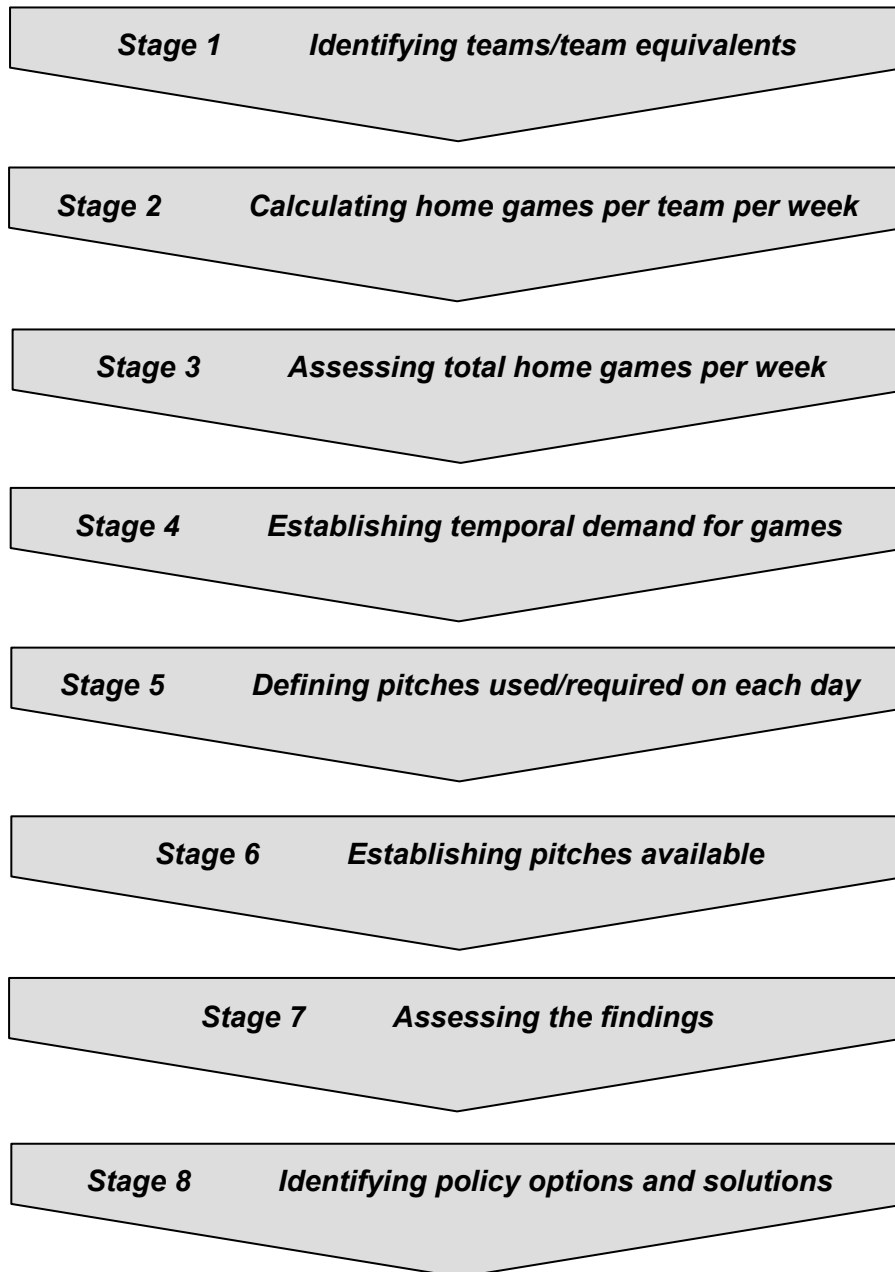 Stage 1 Identifying teams/team equivalents
Stage 2 Calculating home games per team per week
Stage 3 Assessing total home games per week
Stage 4 Establishing temporal demand for games
Stage 5 Defining pitches used/required on each day
Stage 6 Establishing pitches available
Stage 7 Assessing the findings
Stage 8 Identifying policy options and solutions